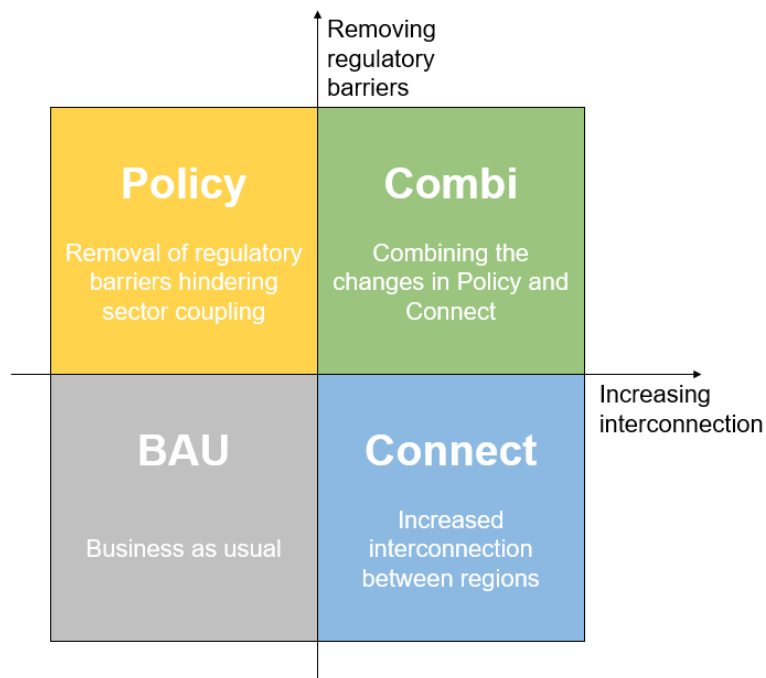 Removing
regulatory
barriers
Policy
Removal of regulatory
barriers hindering
sector coupling
Combi
Combining the
changes in Policy and
Connect
Increasing
interconnection
BAU
Business as usual
Connect
Increased
interconnection
between regions